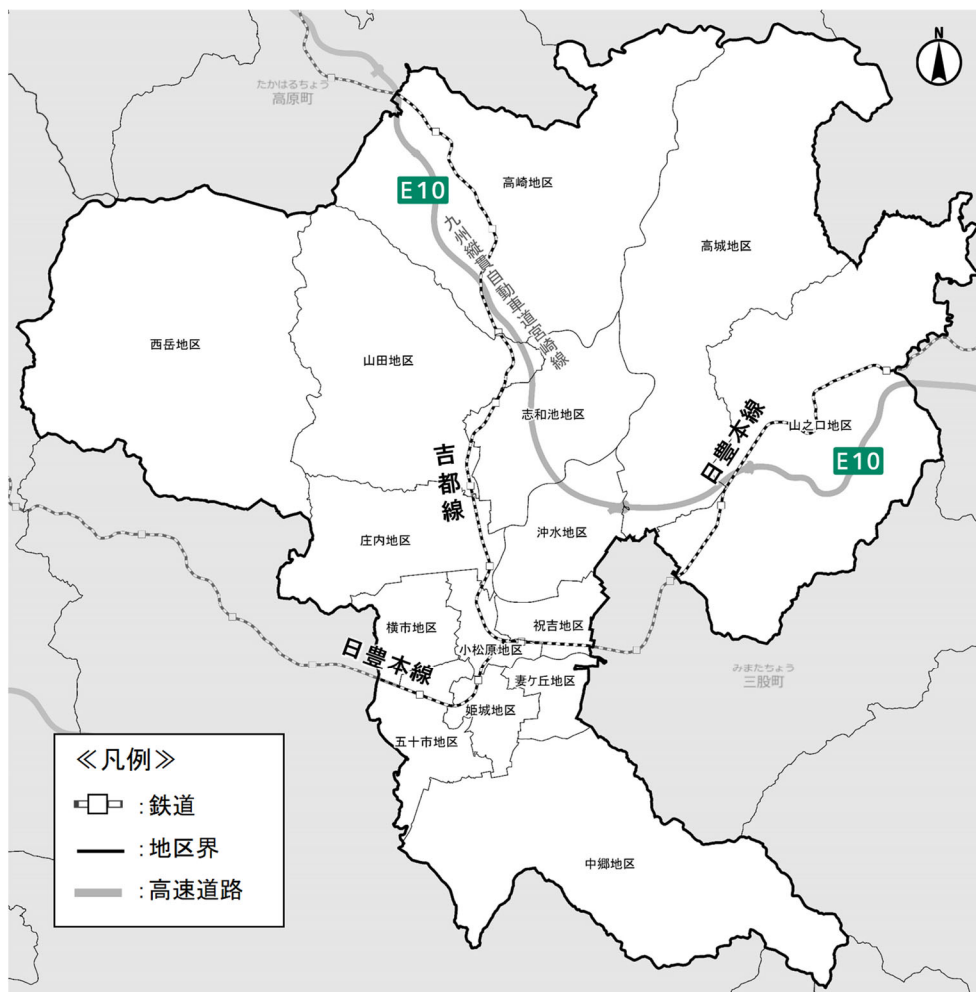 N
たかはるちょう
高原町
E10
高崎地区
九州縦貫自動車道宮崎線
高城地区
西岳地区
山田地区
志和池地区
日豊本線
山之口地区
E10
吉都線
庄内地区
沖水地区
横市地区
祝吉地区
小松原地区
日豊本線
妻ケ丘地区
みまたちょう
三股町
姫城地区
五十市地区
中郷地区
≪凡例≫
:鉄道
:地区界
:高速道路